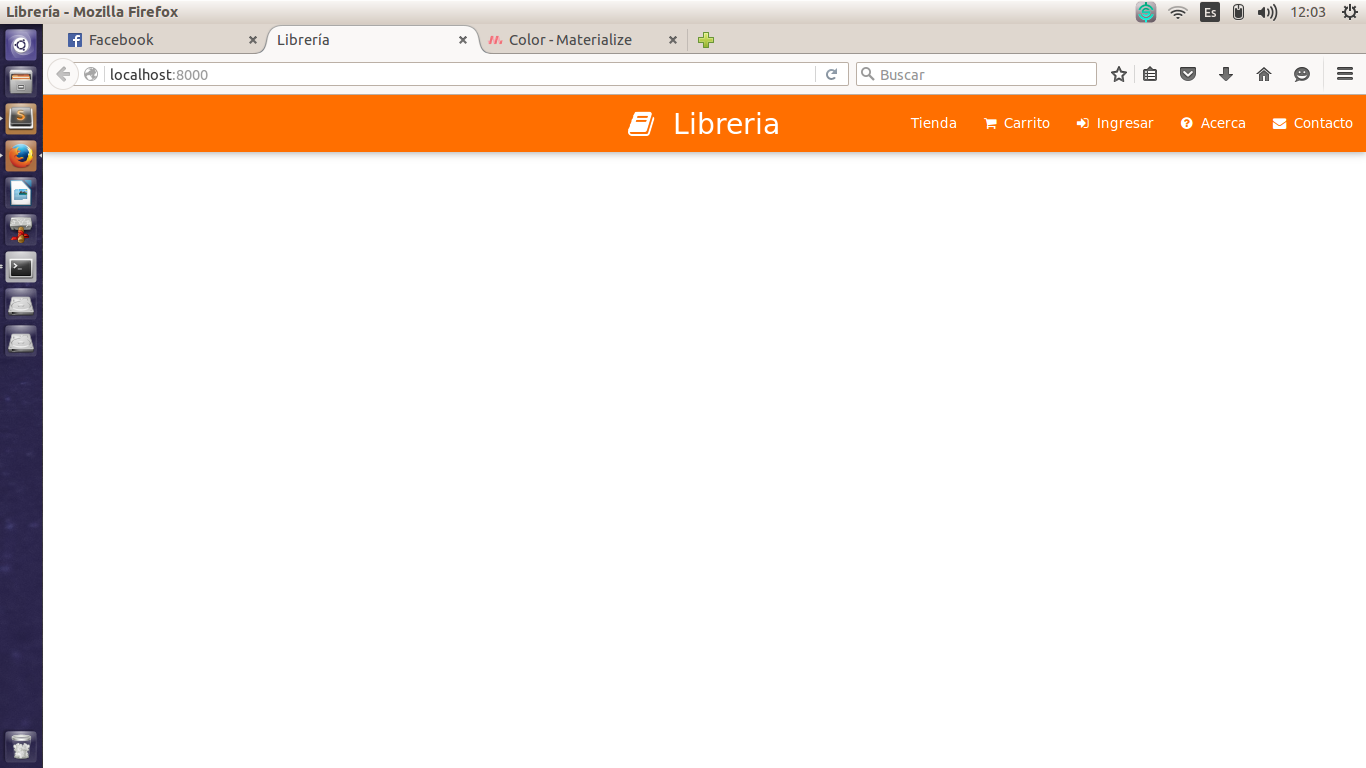 Librería - Mozilla Firefox
Es
12:03
Facebook
Librería
Color - Materialize
localhost:8000
Buscar
Libreria
Tienda
Carrito
Ingresar
Acerca
Contacto